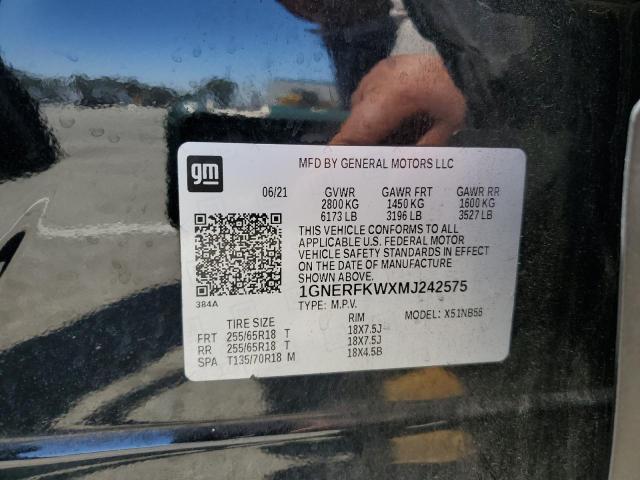 gm
MFD BY GENERAL MOTORS LLC
06/21 GVWR GAWR FRT GAWR RR
2800 KG 1450 KG 1600 KG
6173 LB 3196 LB 3527 LB
THIS VEHICLE CONFORMS TO ALL
APPLICABLE U.S. FEDERAL MOTOR
VEHICLE SAFETY STANDARDS IN EFFECT
ON THE DATE OF MANUFACTURE
SHOWN ABOVE.
1GNERFKWXMJ242575
384A
TYPE: M.P.V. MODEL: X51NB56
TIRE SIZE RIM
FRT 255/65R18 T 18X7.5J
RR 255/65R18 T 18X7.5J
SPA T135/70R18 M 18X4.5B